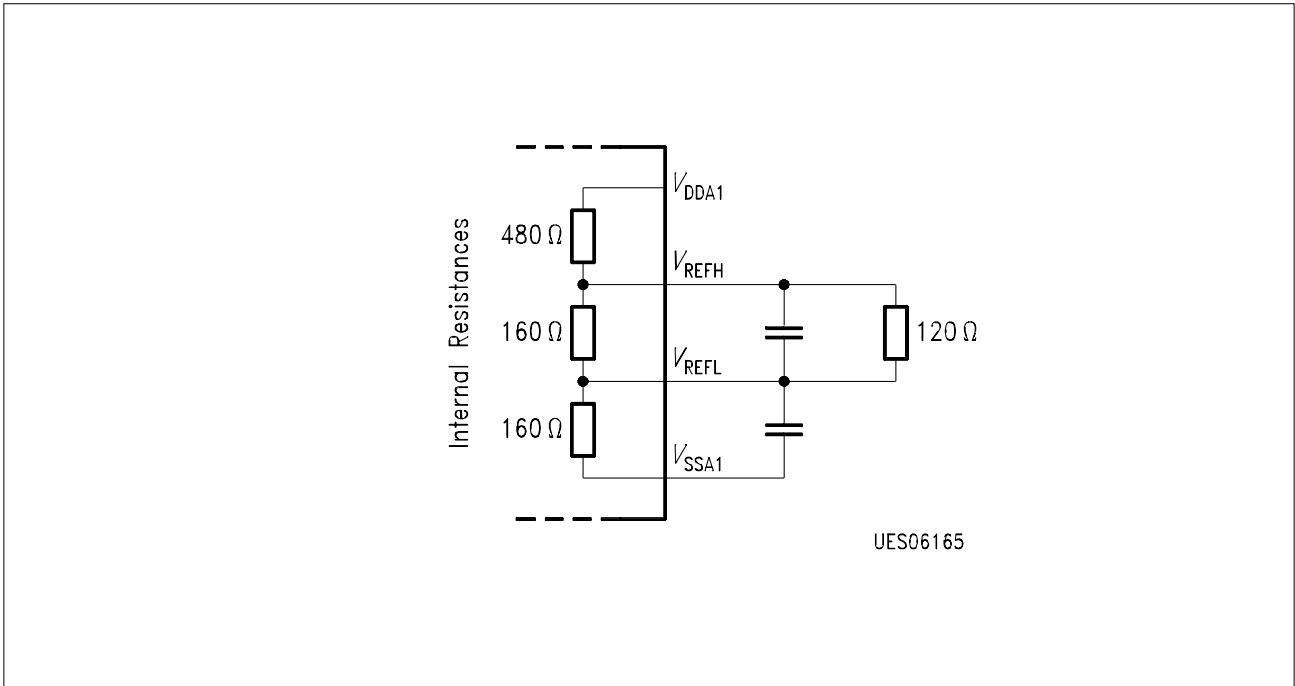 V_DDA1
480 Ω
V_REFH
160 Ω
120 Ω
V_REFL
160 Ω
V_SSA1
Internal Resistances
UES06165